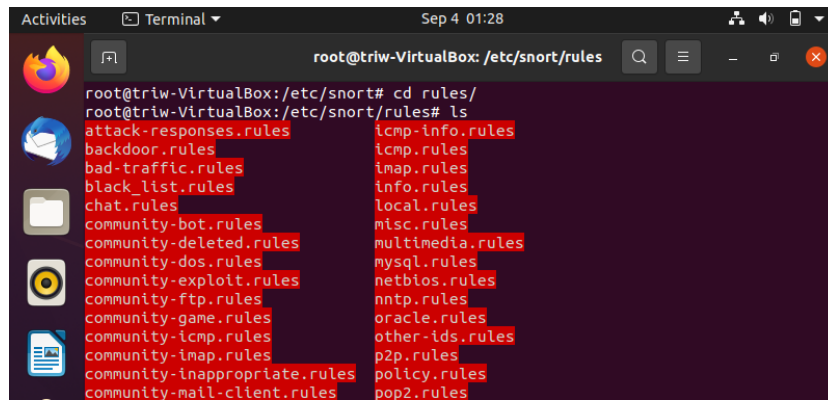 Activities Terminal Sep 4 01:28
root@triw-VirtualBox: /etc/snort/rules
root@triw-VirtualBox:/etc/snort# cd rules/
root@triw-VirtualBox:/etc/snort/rules# ls
attack-responses.rules icmp-info.rules
backdoor.rules icmp.rules
bad-traffic.rules imap.rules
black_list.rules info.rules
chat.rules local.rules
community-bot.rules misc.rules
community-deleted.rules multimedia.rules
community-dos.rules mysql.rules
community-exploit.rules netbios.rules
community-ftp.rules nntp.rules
community-game.rules oracle.rules
community-icmp.rules other-ids.rules
community-imap.rules p2p.rules
community-inappropriate.rules policy.rules
community-mail-client.rules pop2.rules